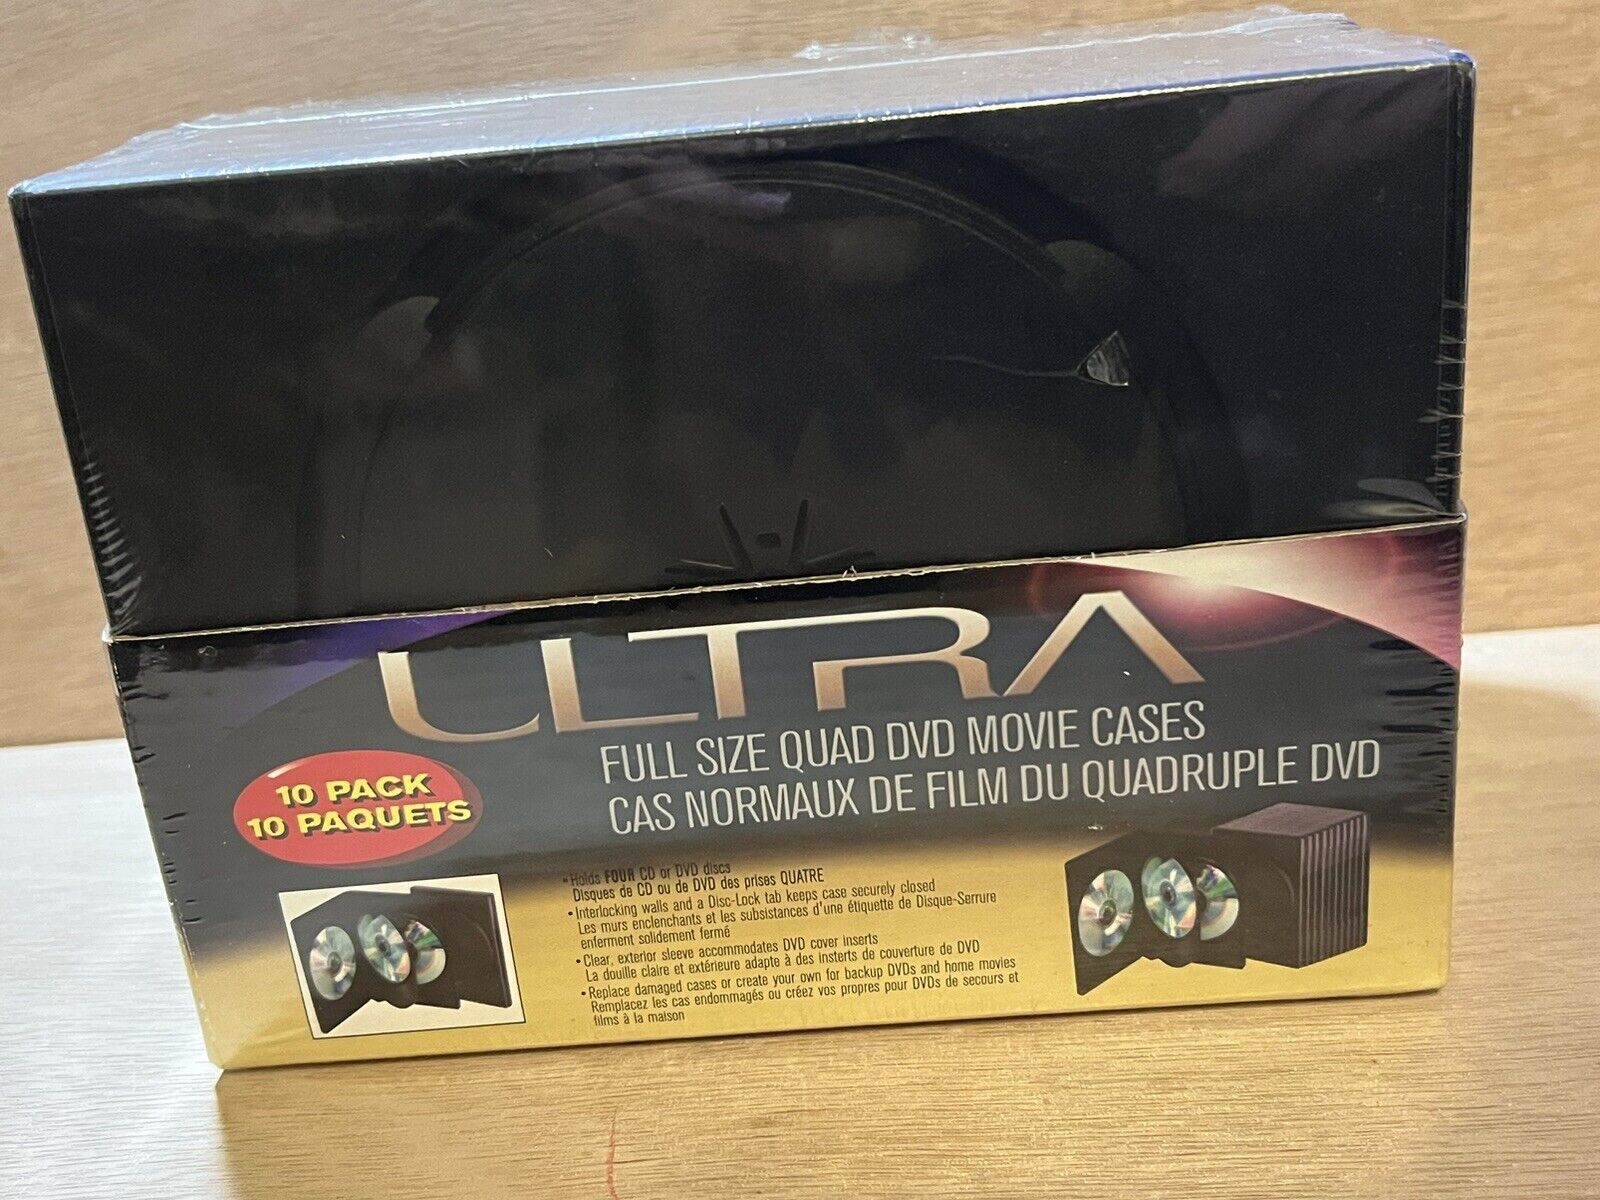 ULTRA
FULL SIZE QUAD DVD MOVIE CASES
CAS NORMAUX DE FILM DU QUADRUPLE DVD
10 PACK
10 PAQUETS
• Holds FOUR CD or DVD discs
Disques de CD ou de DVD des prises QUATRE
• Interlocking walls and a Disc-Lock tab keeps case securely closed
Les murs enclenchants et les subsistances d'une étiquette de Disque-Serrure
enferment solidement fermé
• Clear, exterior sleeve accommodates DVD cover inserts
La douille claire et extérieure adapte à des insterts de couverture de DVD
• Replace damaged cases or create your own for backup DVDs and home movies
Remplacez les cas endommagés ou créez vos propres pour DVDs de secours et
films à la maison